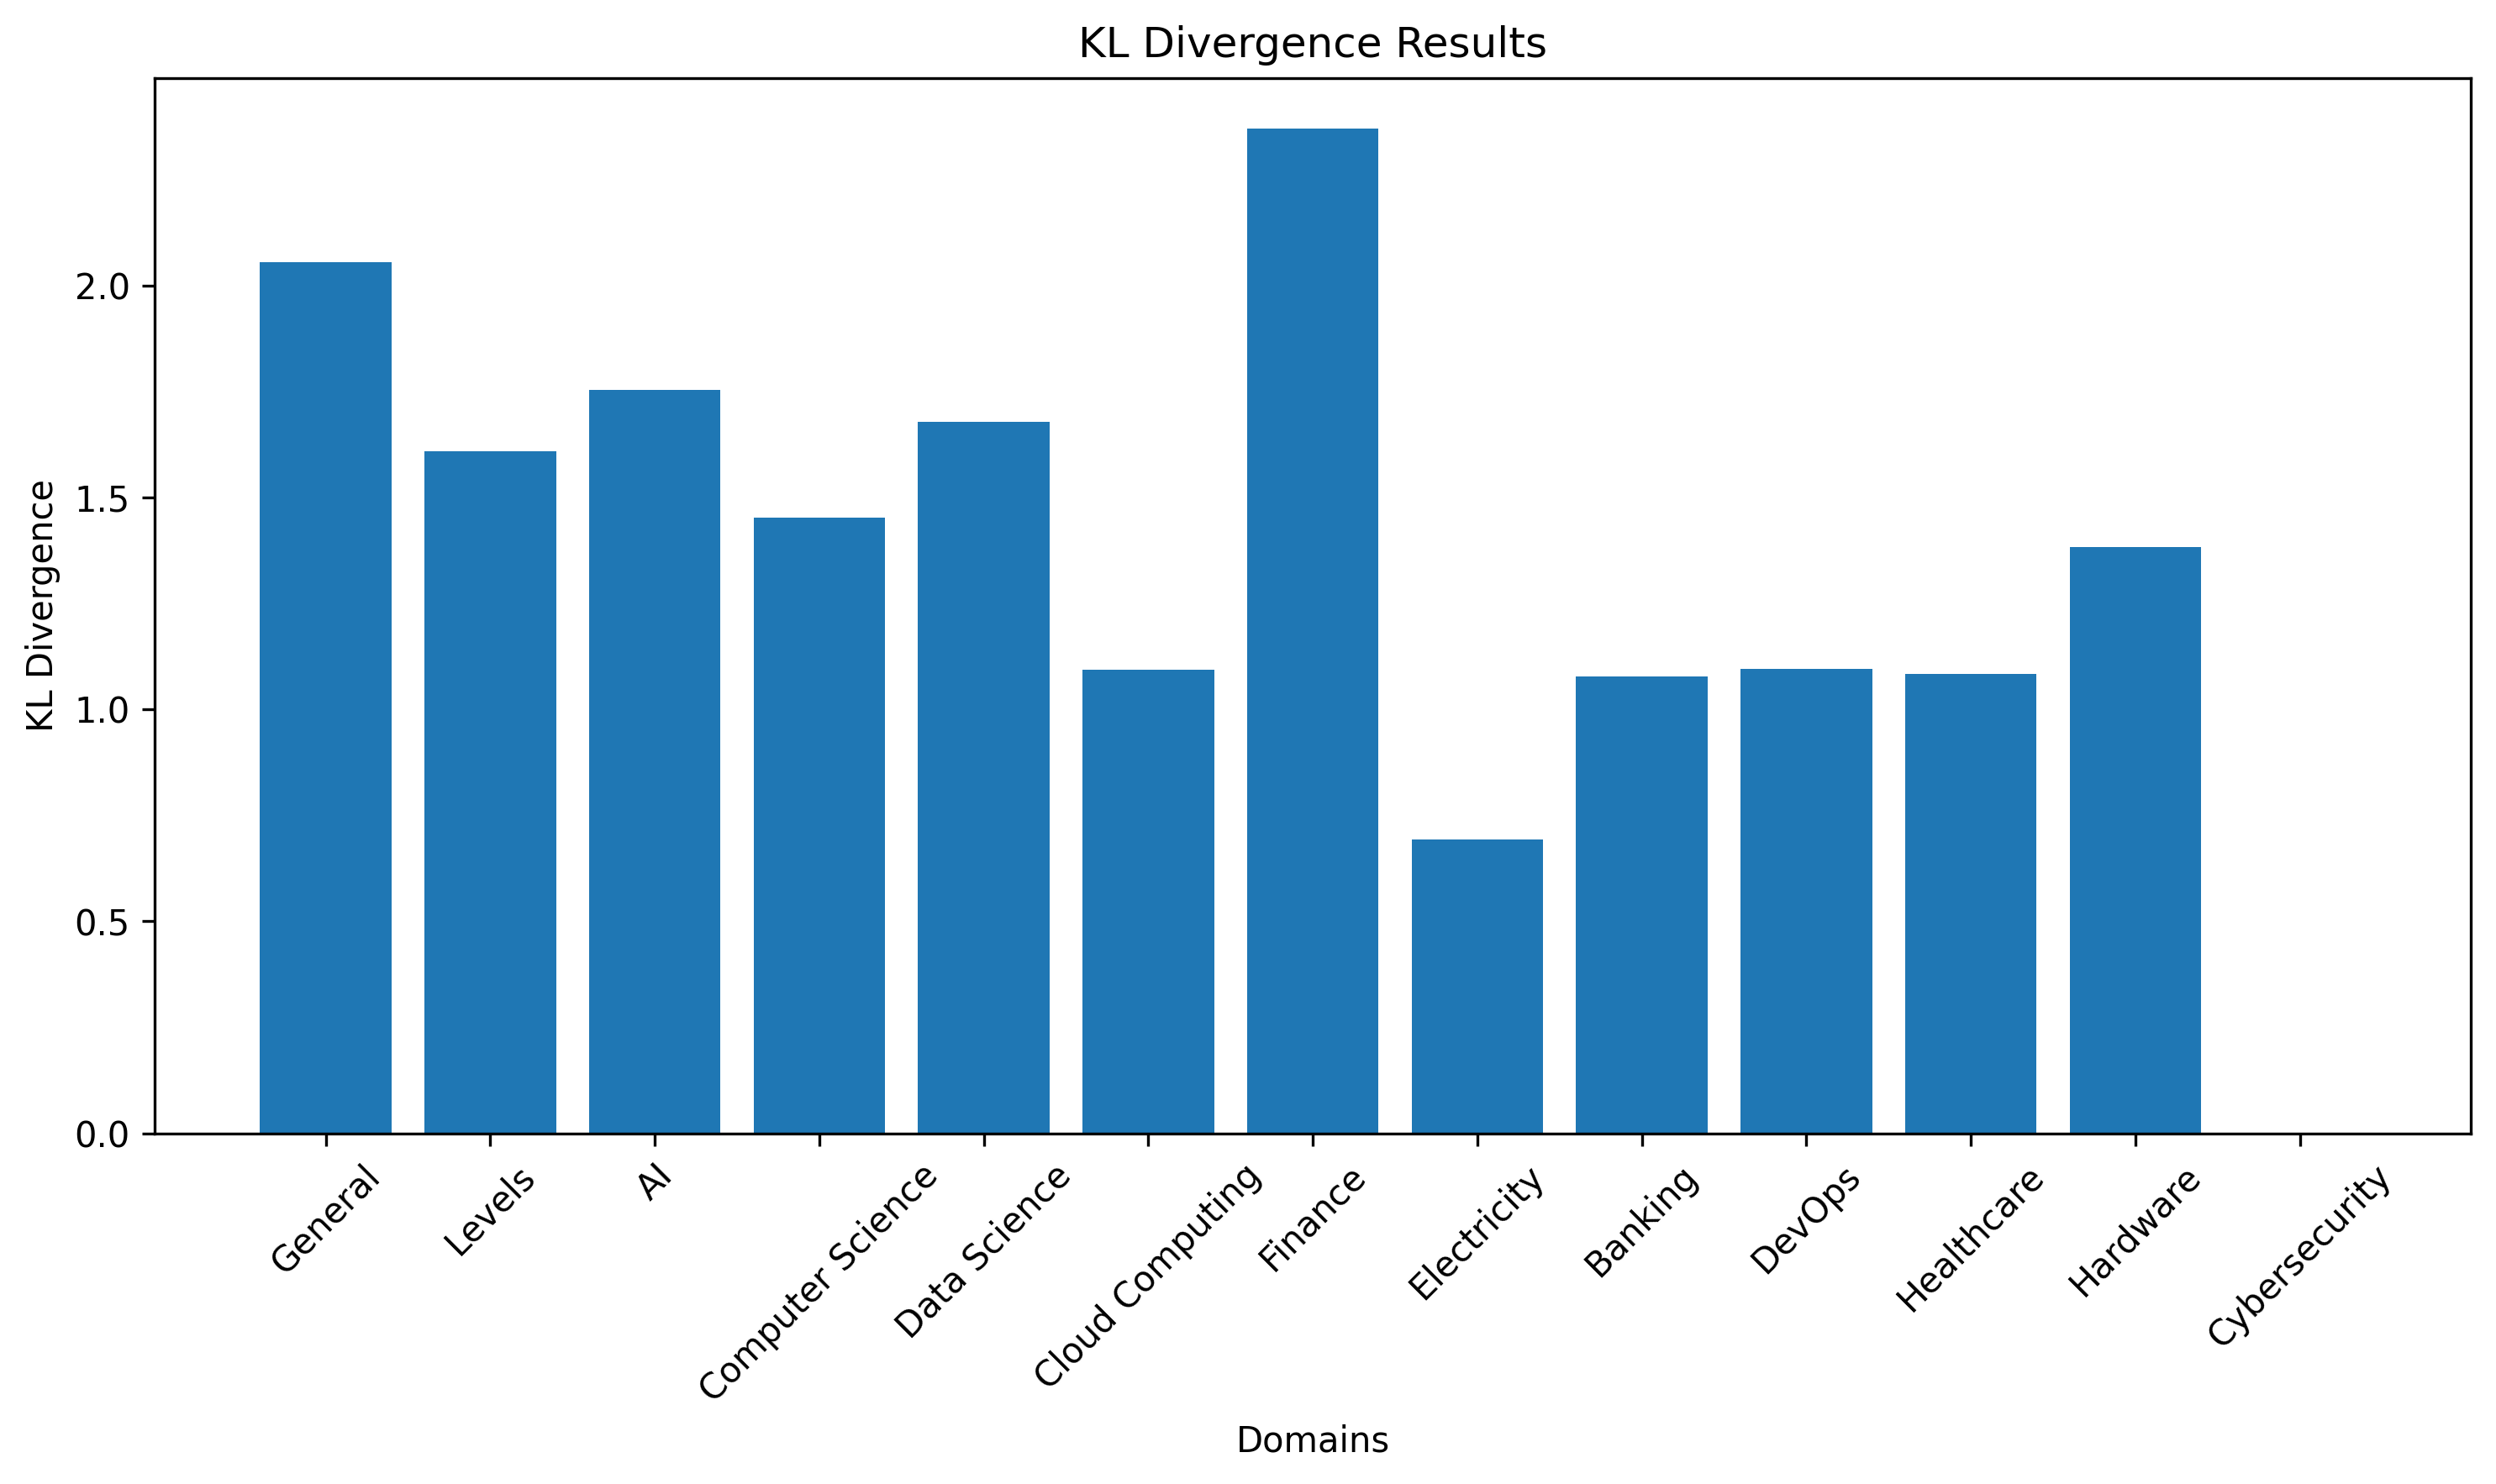 KL Divergence Results
KL Divergence
2.0
1.5
1.0
0.5
0.0
General
Levels
AI
Computer Science
Data Science
Cloud Computing
Finance
Electricity
Banking
DevOps
Healthcare
Hardware
Cybersecurity
Domains